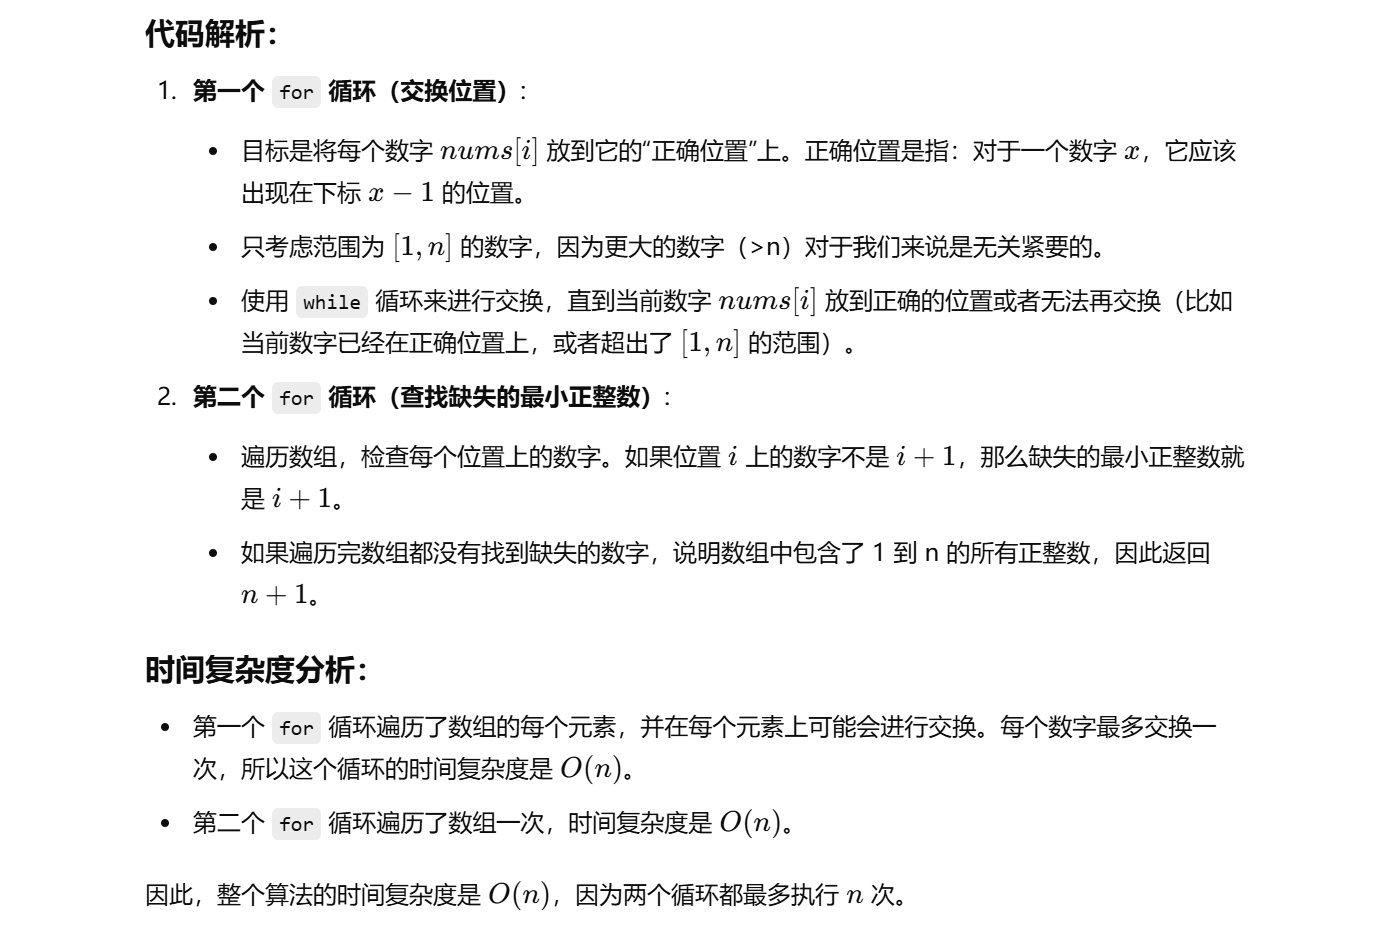 代码解析：
1. 第一个 for 循环（交换位置）：
• 目标是将每个数字 nums[i] 放到它的“正确位置”上。正确位置是指：对于一个数字 x，它应该
出现在下标 x − 1 的位置。
• 只考虑范围为 [1, n] 的数字，因为更大的数字（>n）对于我们来说是无关紧要的。
• 使用 while 循环来进行交换，直到当前数字 nums[i] 放到正确的位置或者无法再交换（比如
当前数字已经在正确位置上，或者超出了 [1, n] 的范围）。
2. 第二个 for 循环（查找缺失的最小正整数）：
• 遍历数组，检查每个位置上的数字。如果位置 i 上的数字不是 i + 1，那么缺失的最小正整数就
是 i + 1。
• 如果遍历完数组都没有找到缺失的数字，说明数组中包含了 1 到 n 的所有正整数，因此返回
n + 1。
时间复杂度分析：
• 第一个 for 循环遍历了数组的每个元素，并在每个元素上可能会进行交换。每个数字最多交换一
次，所以这个循环的时间复杂度是 O(n)。
• 第二个 for 循环遍历了数组一次，时间复杂度是 O(n)。
因此，整个算法的时间复杂度是 O(n)，因为两个循环都最多执行 n 次。